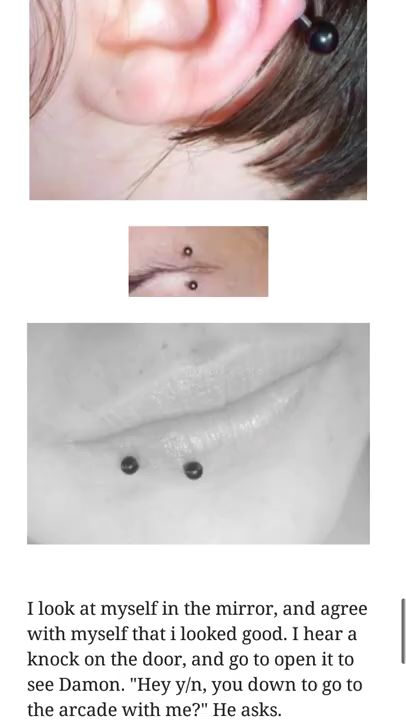 I look at myself in the mirror, and agree
with myself that i looked good. I hear a
knock on the door, and go to open it to
see Damon. "Hey y/n, you down to go to
the arcade with me?" He asks.